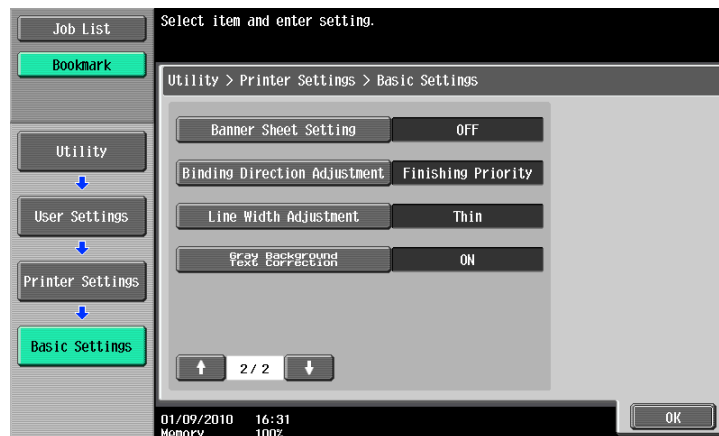 Job List
Bookmark
Utility
User Settings
Printer Settings
Basic Settings
Select item and enter setting.
Utility > Printer Settings > Basic Settings
Banner Sheet Setting OFF
Binding Direction Adjustment Finishing Priority
Line Width Adjustment Thin
Gray Background
Text Correction ON
2/ 2
01/09/2010 16:31
Memory 100%
OK